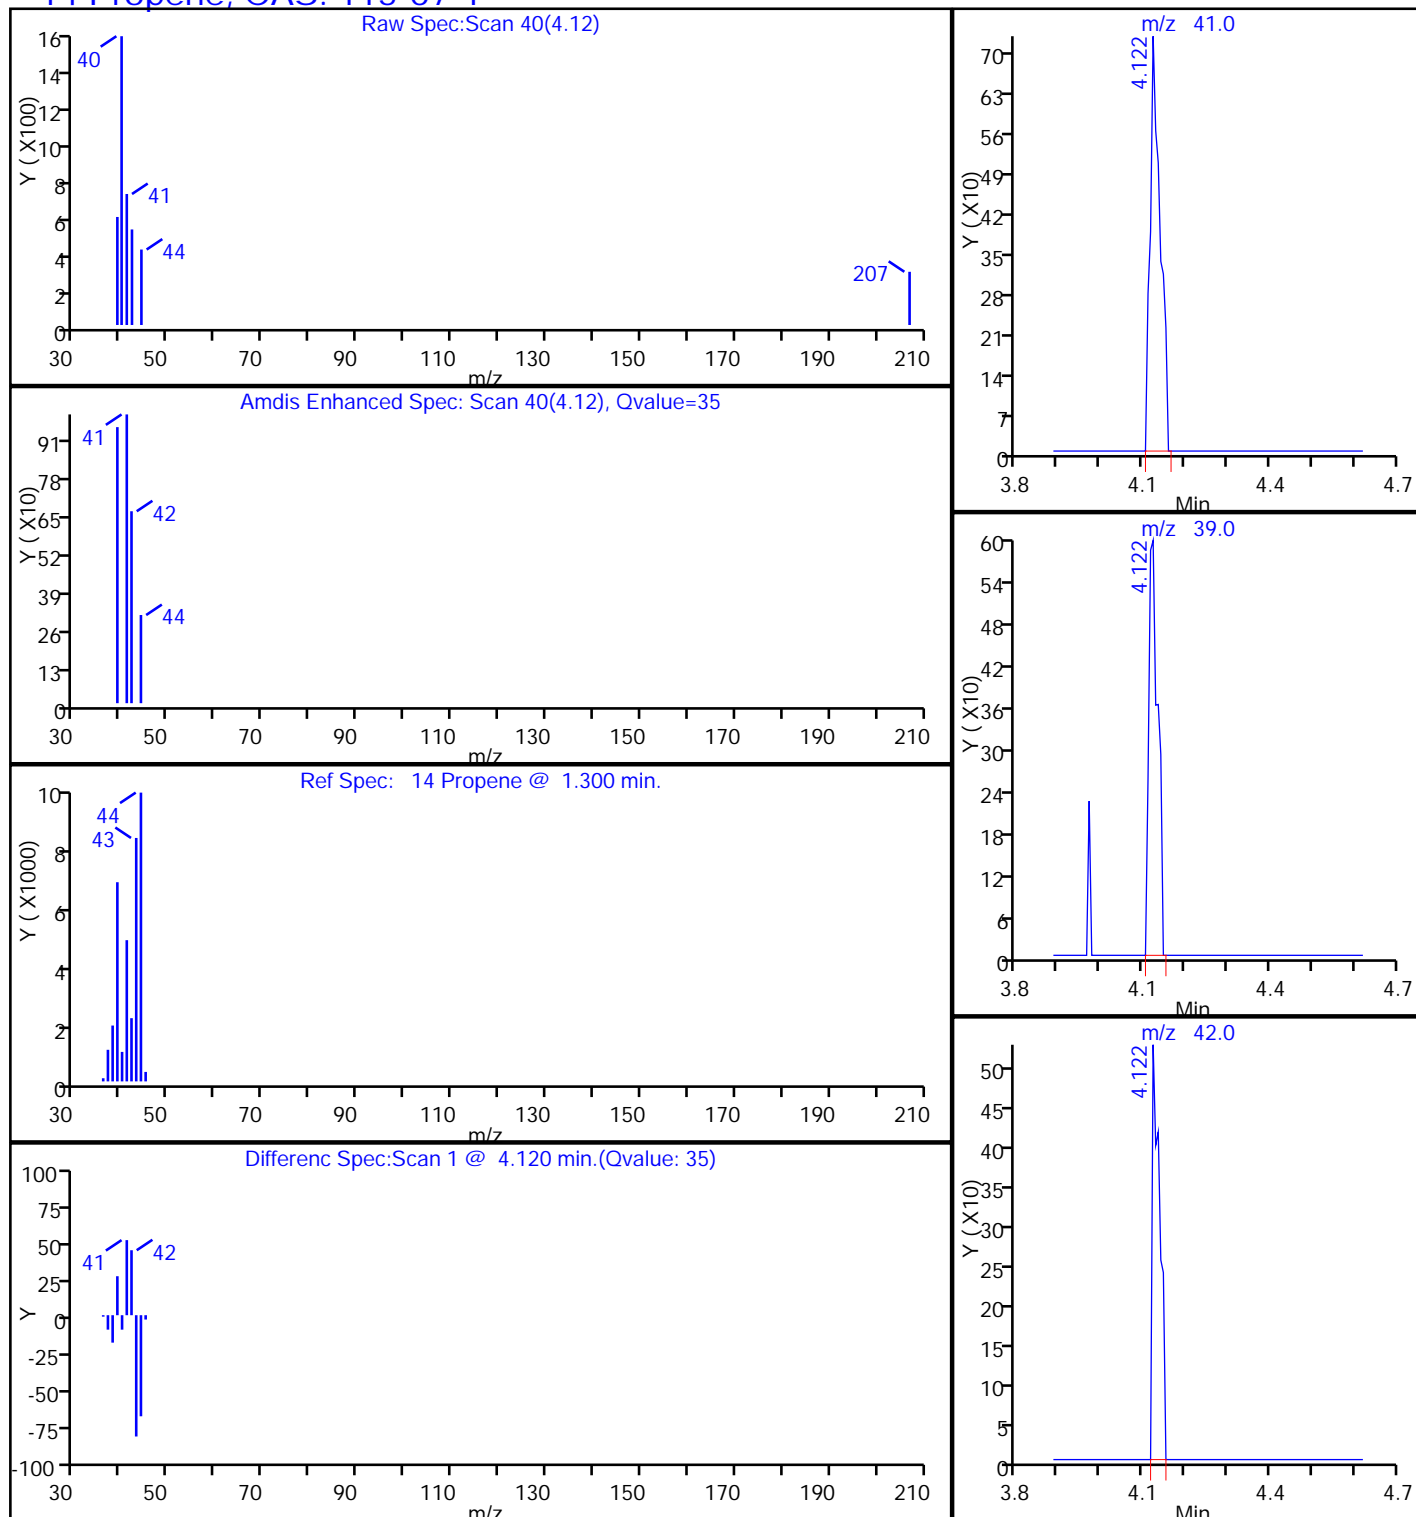 14 Propene, CAS: 115-07-1
Raw Spec:Scan 40(4.12)
Y ( X100)
16
14
12
10
8
6
4
2
0
40
41
44
207
30 50 70 90 110 130 150 170 190 210
m/z
Amdis Enhanced Spec: Scan 40(4.12), Qvalue=35
Y ( X10)
91
78
65
52
39
26
13
0
41
42
44
30 50 70 90 110 130 150 170 190 210
m/z
Ref Spec: 14 Propene @ 1.300 min.
Y ( X1000)
10
8
6
4
2
0
44
43
30 50 70 90 110 130 150 170 190 210
m/z
Differenc Spec:Scan 1 @ 4.120 min.(Qvalue: 35)
Y
100
75
50
25
0
-25
-50
-75
-100
41
42
30 50 70 90 110 130 150 170 190 210
m/z
m/z 41.0
Y ( X10)
70
63
56
49
42
35
28
21
14
7
0
4.122
3.8 4.1 4.4 4.7
Min
m/z 39.0
Y ( X10)
60
54
48
42
36
30
24
18
12
6
0
4.122
3.8 4.1 4.4 4.7
Min
m/z 42.0
Y ( X10)
50
45
40
35
30
25
20
15
10
5
0
4.122
3.8 4.1 4.4 4.7
Min